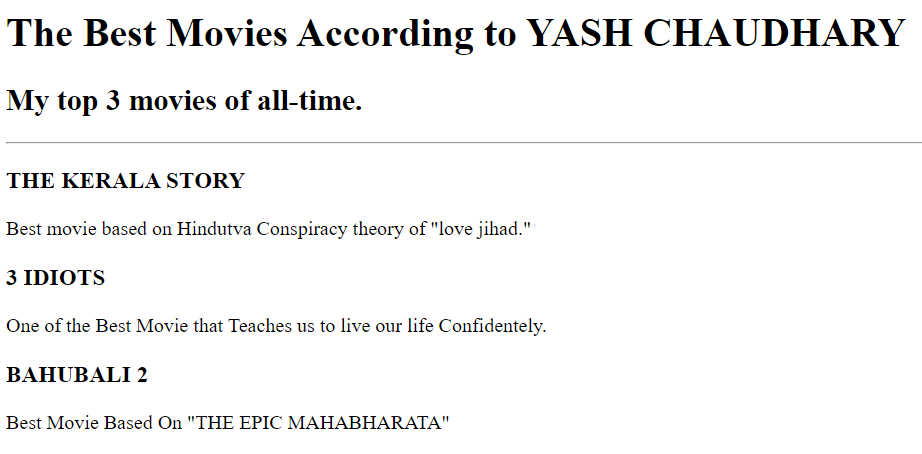 The Best Movies According to YASH CHAUDHARY
My top 3 movies of all-time.
THE KERALA STORY
Best movie based on Hindutva Conspiracy theory of "love jihad."
3 IDIOTS
One of the Best Movie that Teaches us to live our life Confidentely.
BAHUBALI 2
Best Movie Based On "THE EPIC MAHABHARATA"